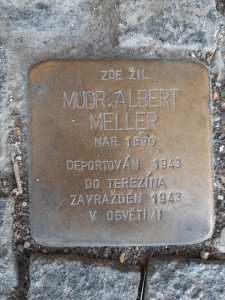 ZDE ŽIL
MUDR. ALBERT
MELLER
NAR. 1890
DEPORTOVÁN 1943
DO TEREZÍNA
ZAVRAŽDĚN 1943
V OSVĚTIMI